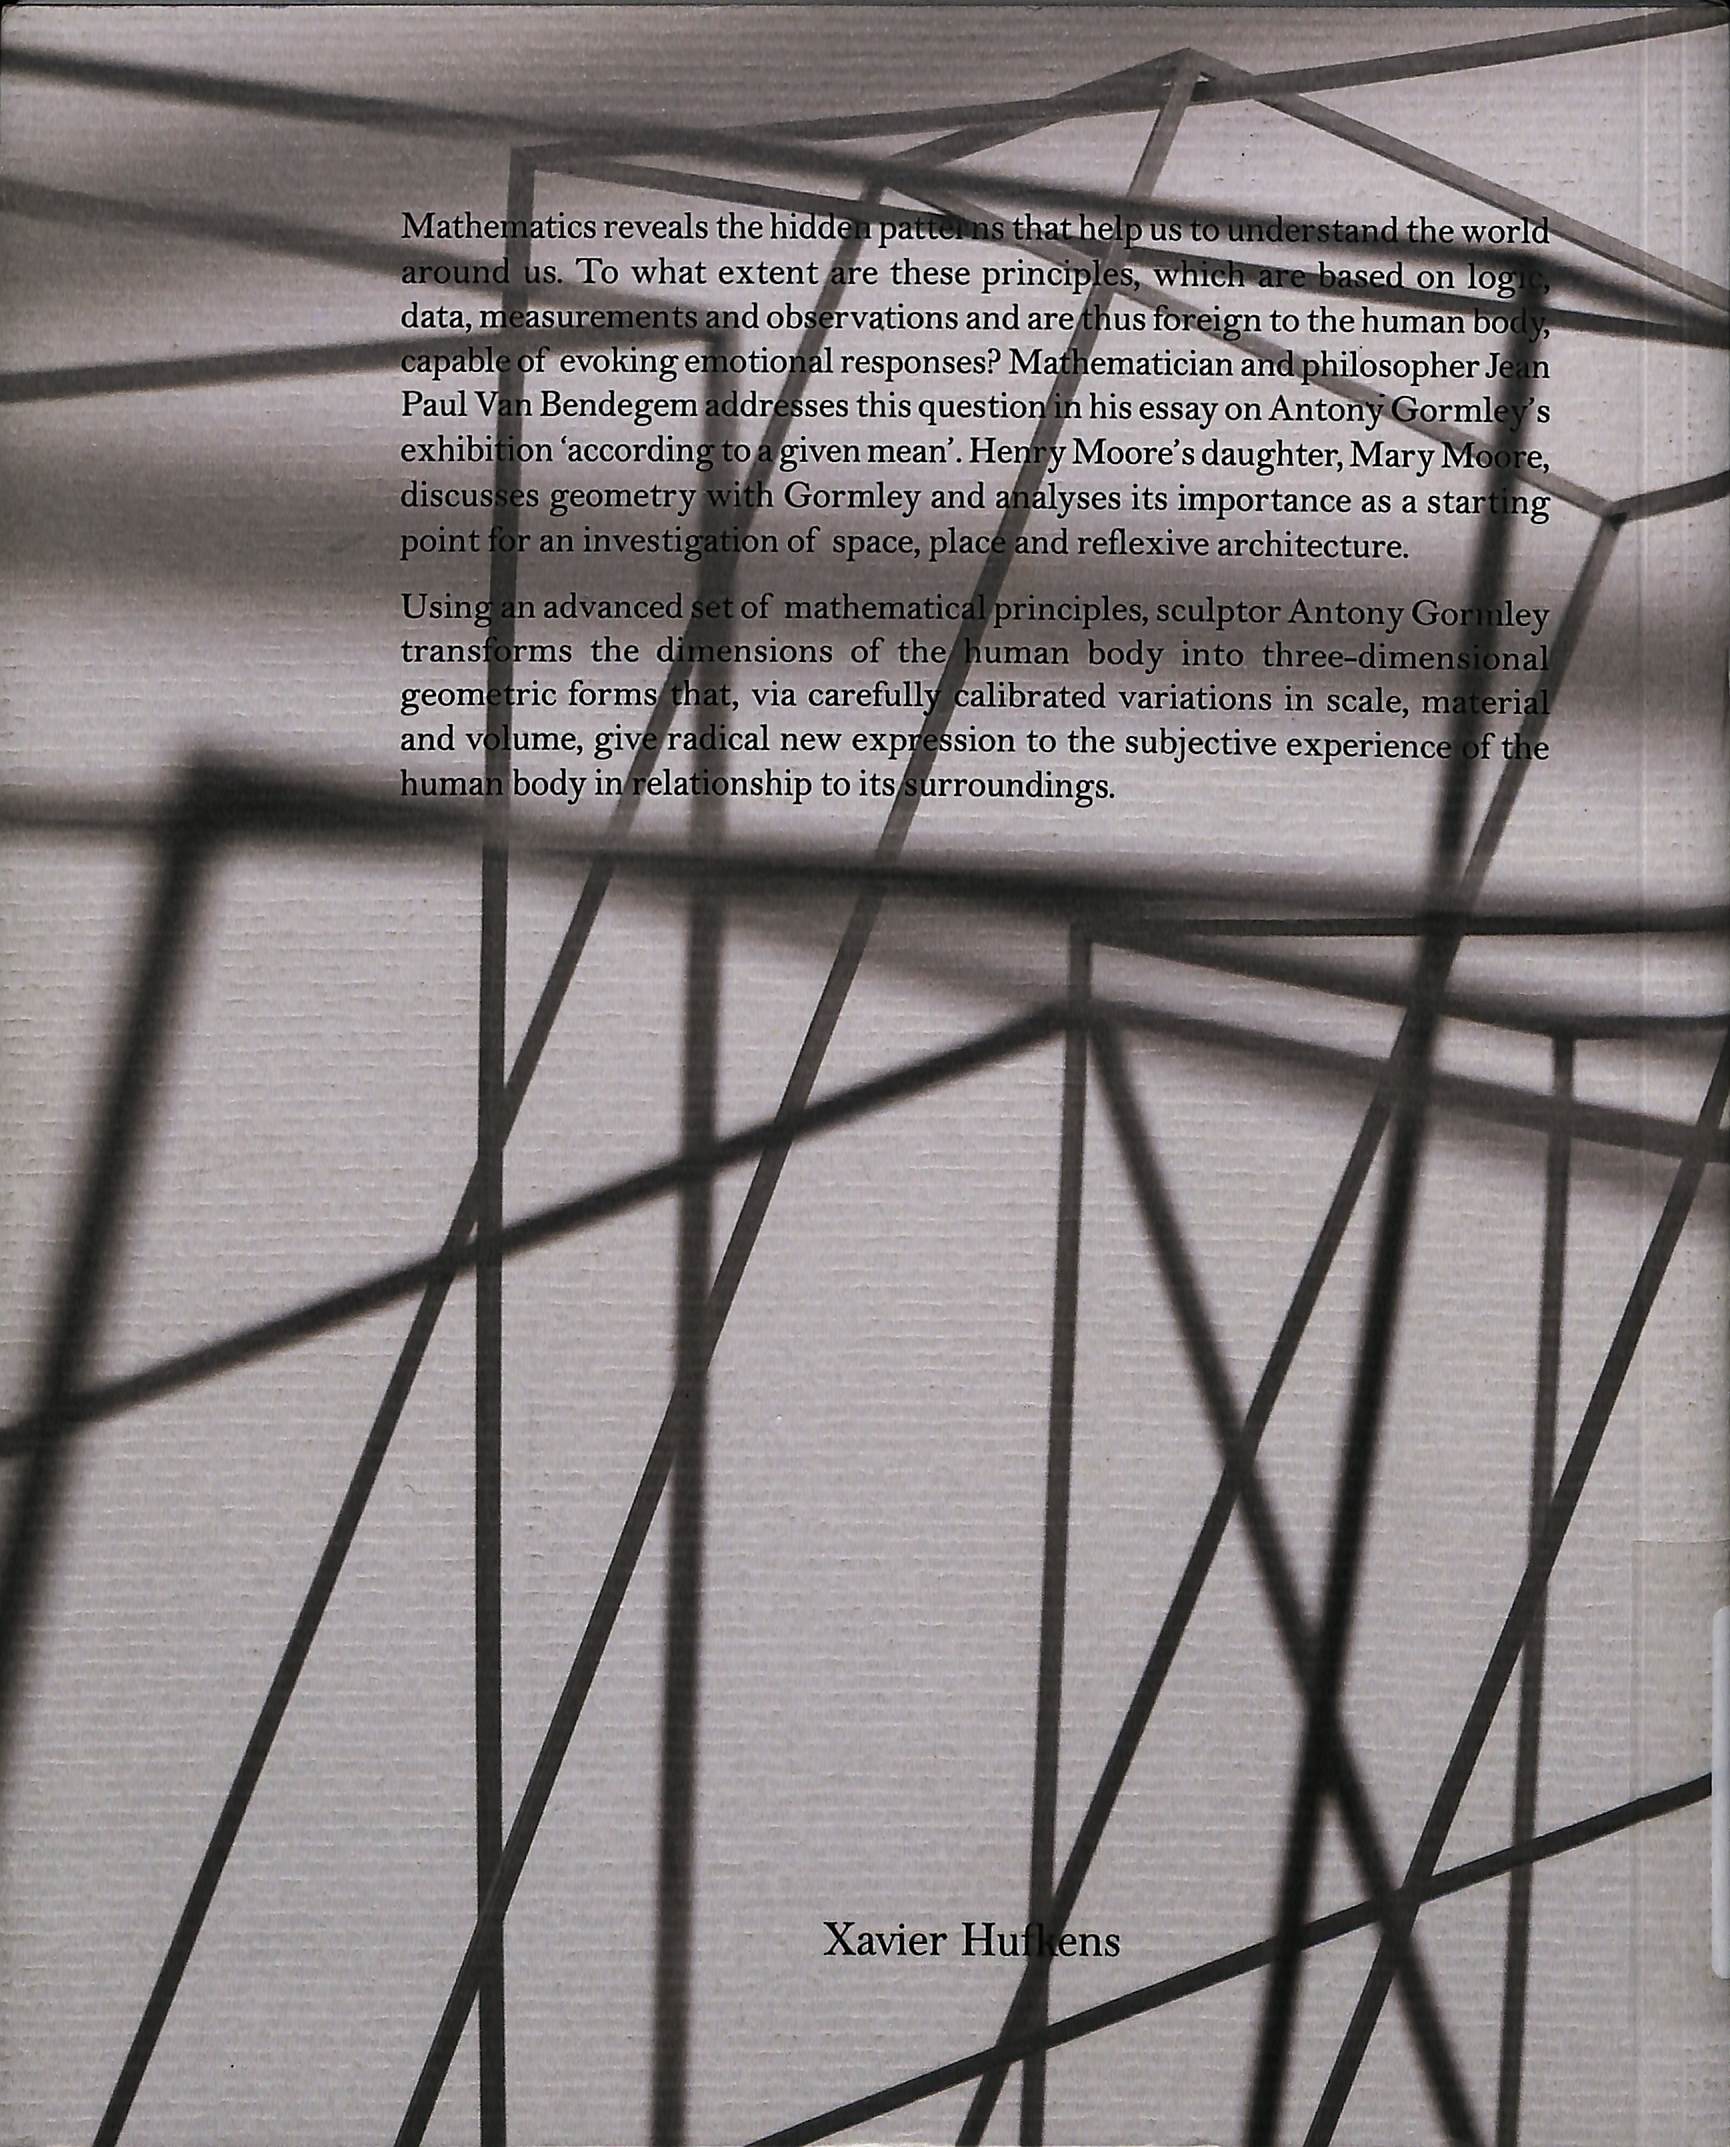 Mathematics reveals the hidden patterns that help us to understand the world
around us. To what extent are these principles, which are based on logic,
data, measurements and observations and are thus foreign to the human body,
capable of evoking emotional responses? Mathematician and philosopher Jean
Paul Van Bendegem addresses this question in his essay on Antony Gormley's
exhibition ‘according to a given mean’. Henry Moore’s daughter, Mary Moore,
discusses geometry with Gormley and analyses its importance as a starting
point for an investigation of space, place and reflexive architecture.
Using an advanced set of mathematical principles, sculptor Antony Gormley
transforms the dimensions of the human body into three-dimensional
geometric forms that, via carefully calibrated variations in scale, material
and volume, give radical new expression to the subjective experience of the
human body in relationship to its surroundings.
Xavier Hufkens